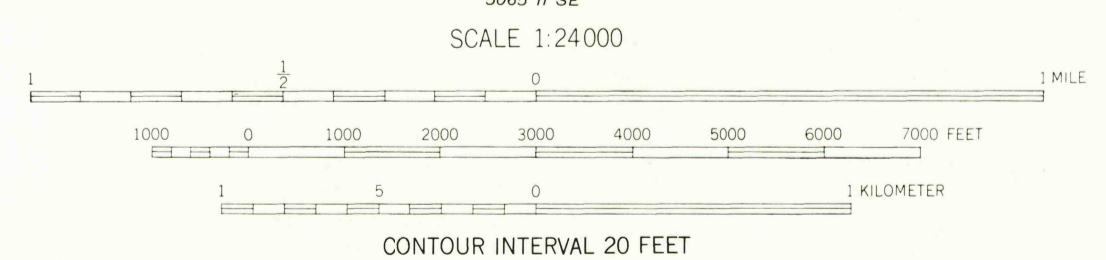 SCALE 1:24000
1 1/2 0 1 MILE
1000 0 1000 2000 3000 4000 5000 6000 7000 FEET
1 5 0 1 KILOMETER
CONTOUR INTERVAL 20 FEET